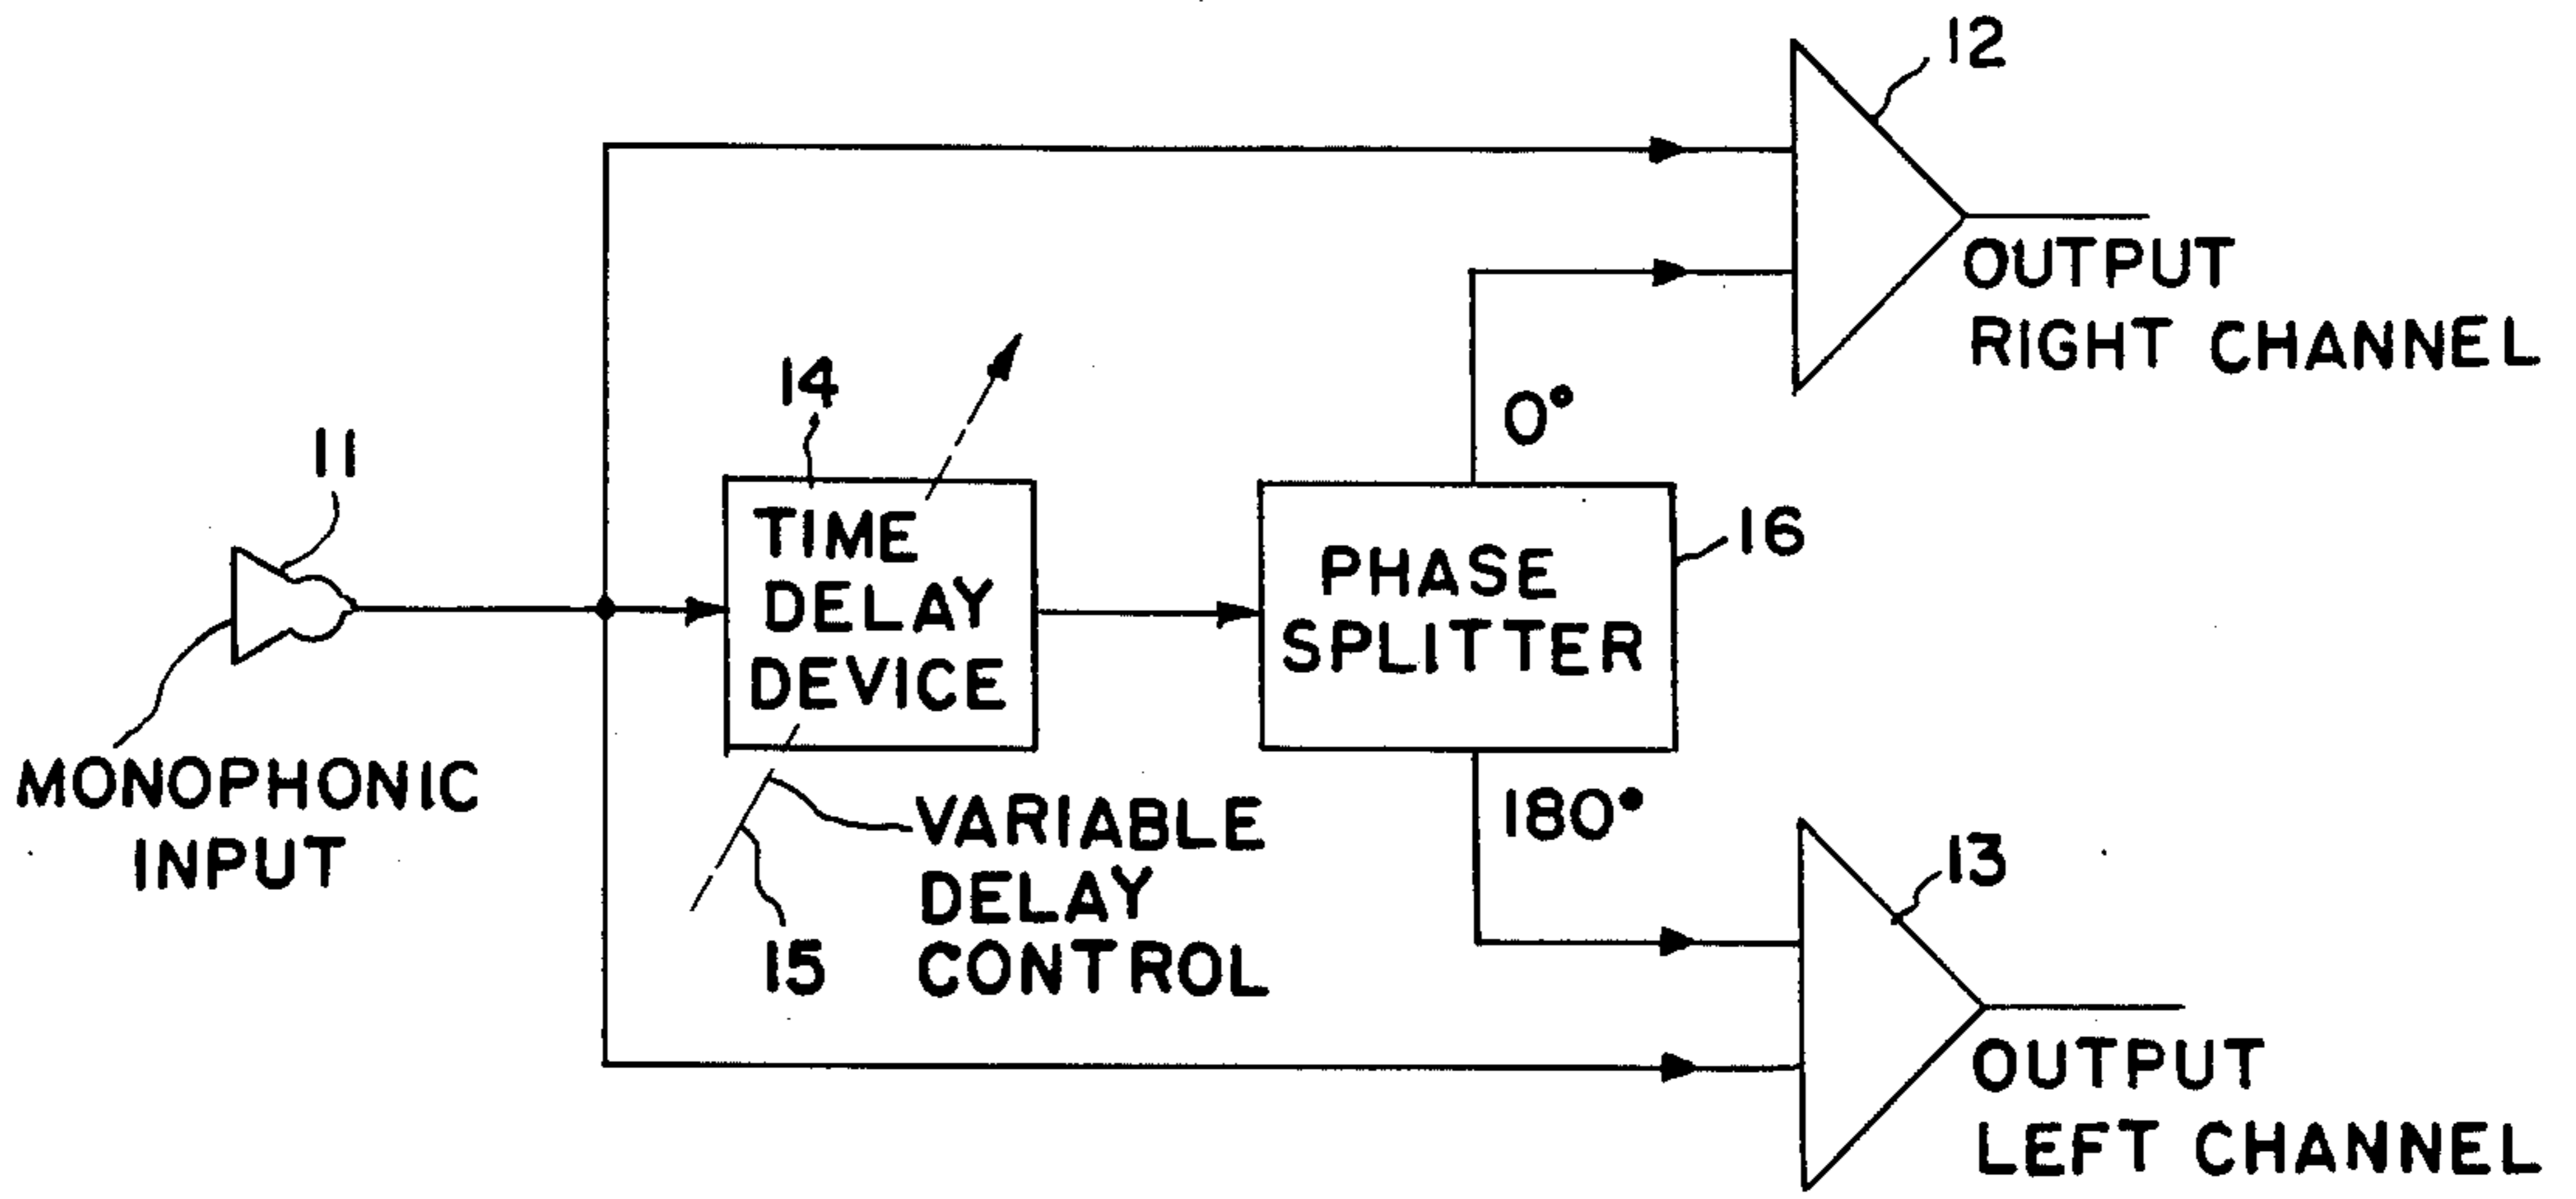 12
OUTPUT
RIGHT CHANNEL
14
0°
11
TIME
DELAY
DEVICE
PHASE
SPLITTER
16
MONOPHONIC
INPUT
VARIABLE
DELAY
CONTROL
15
180°
13
OUTPUT
LEFT CHANNEL